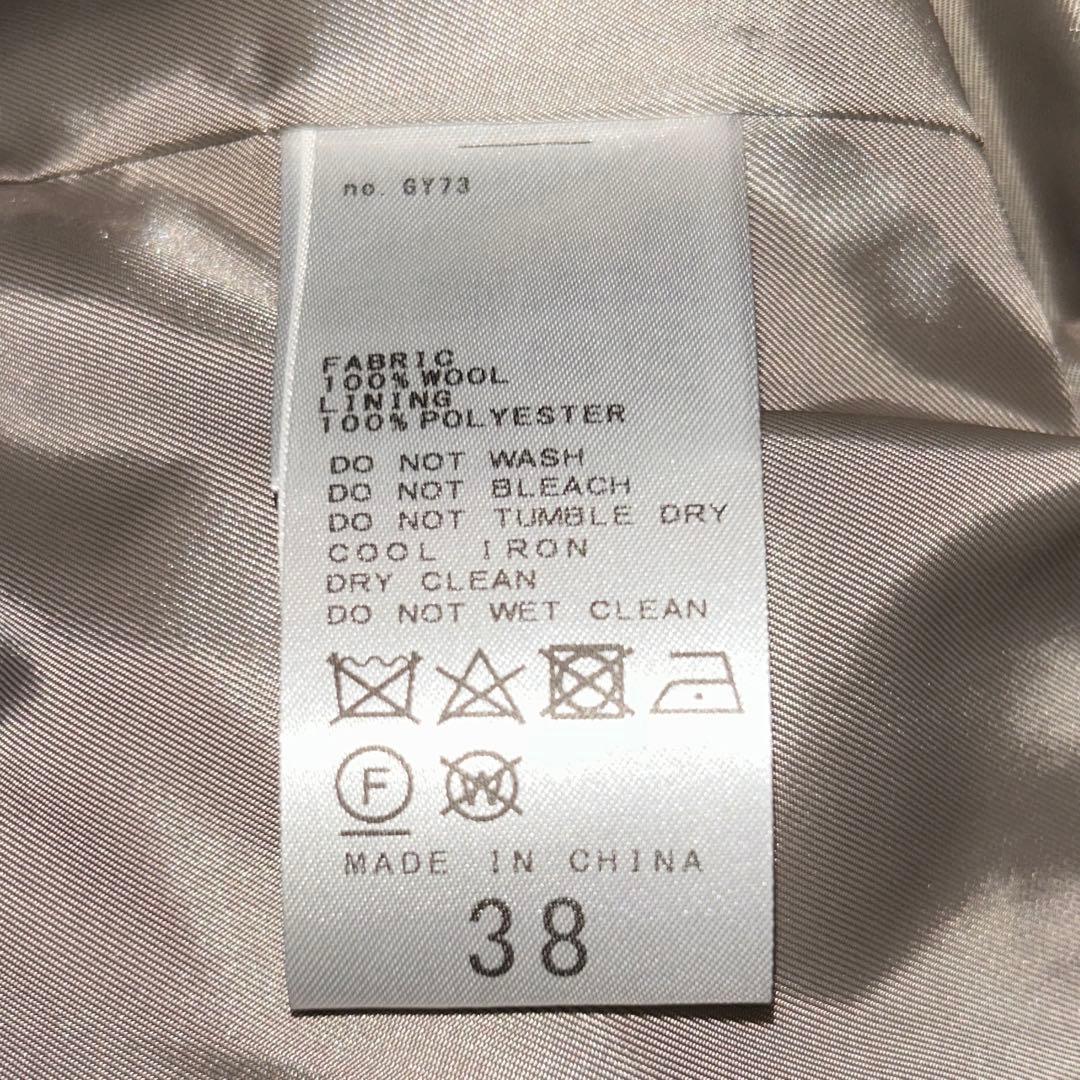 no. GY73
FABRIC
100% WOOL
LINING
100% POLYESTER
DO NOT WASH
DO NOT BLEACH
DO NOT TUMBLE DRY
COOL IRON
DRY CLEAN
DO NOT WET CLEAN
F W
MADE IN CHINA
38